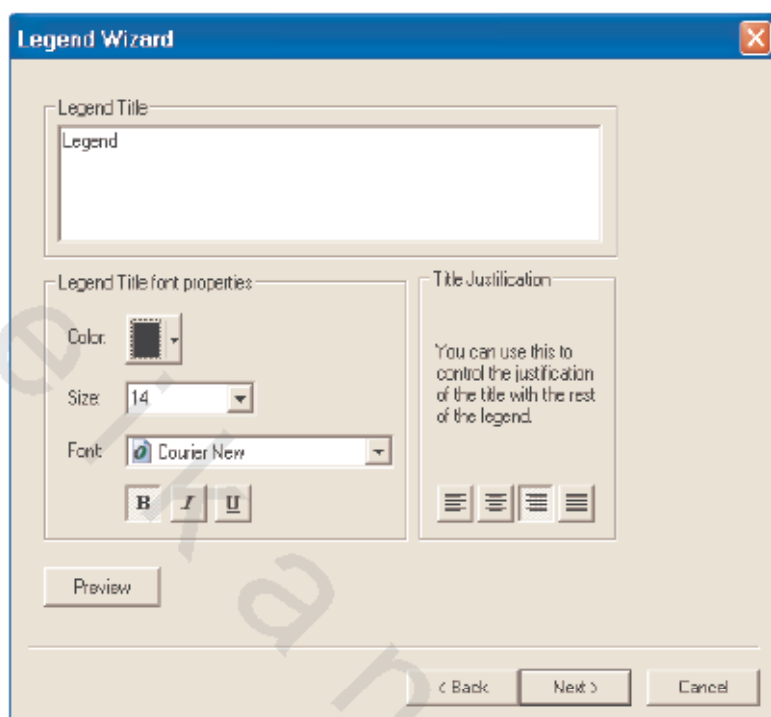 Legend Wizard
Legend Title
Legend
Legend Title font properties
Color:
Size: 14
Font: Courier New
B I U
Title Justification
You can use this to
control the justification
of the title with the rest
of the legend.
Preview
< Back Next > Cancel
e i k a n